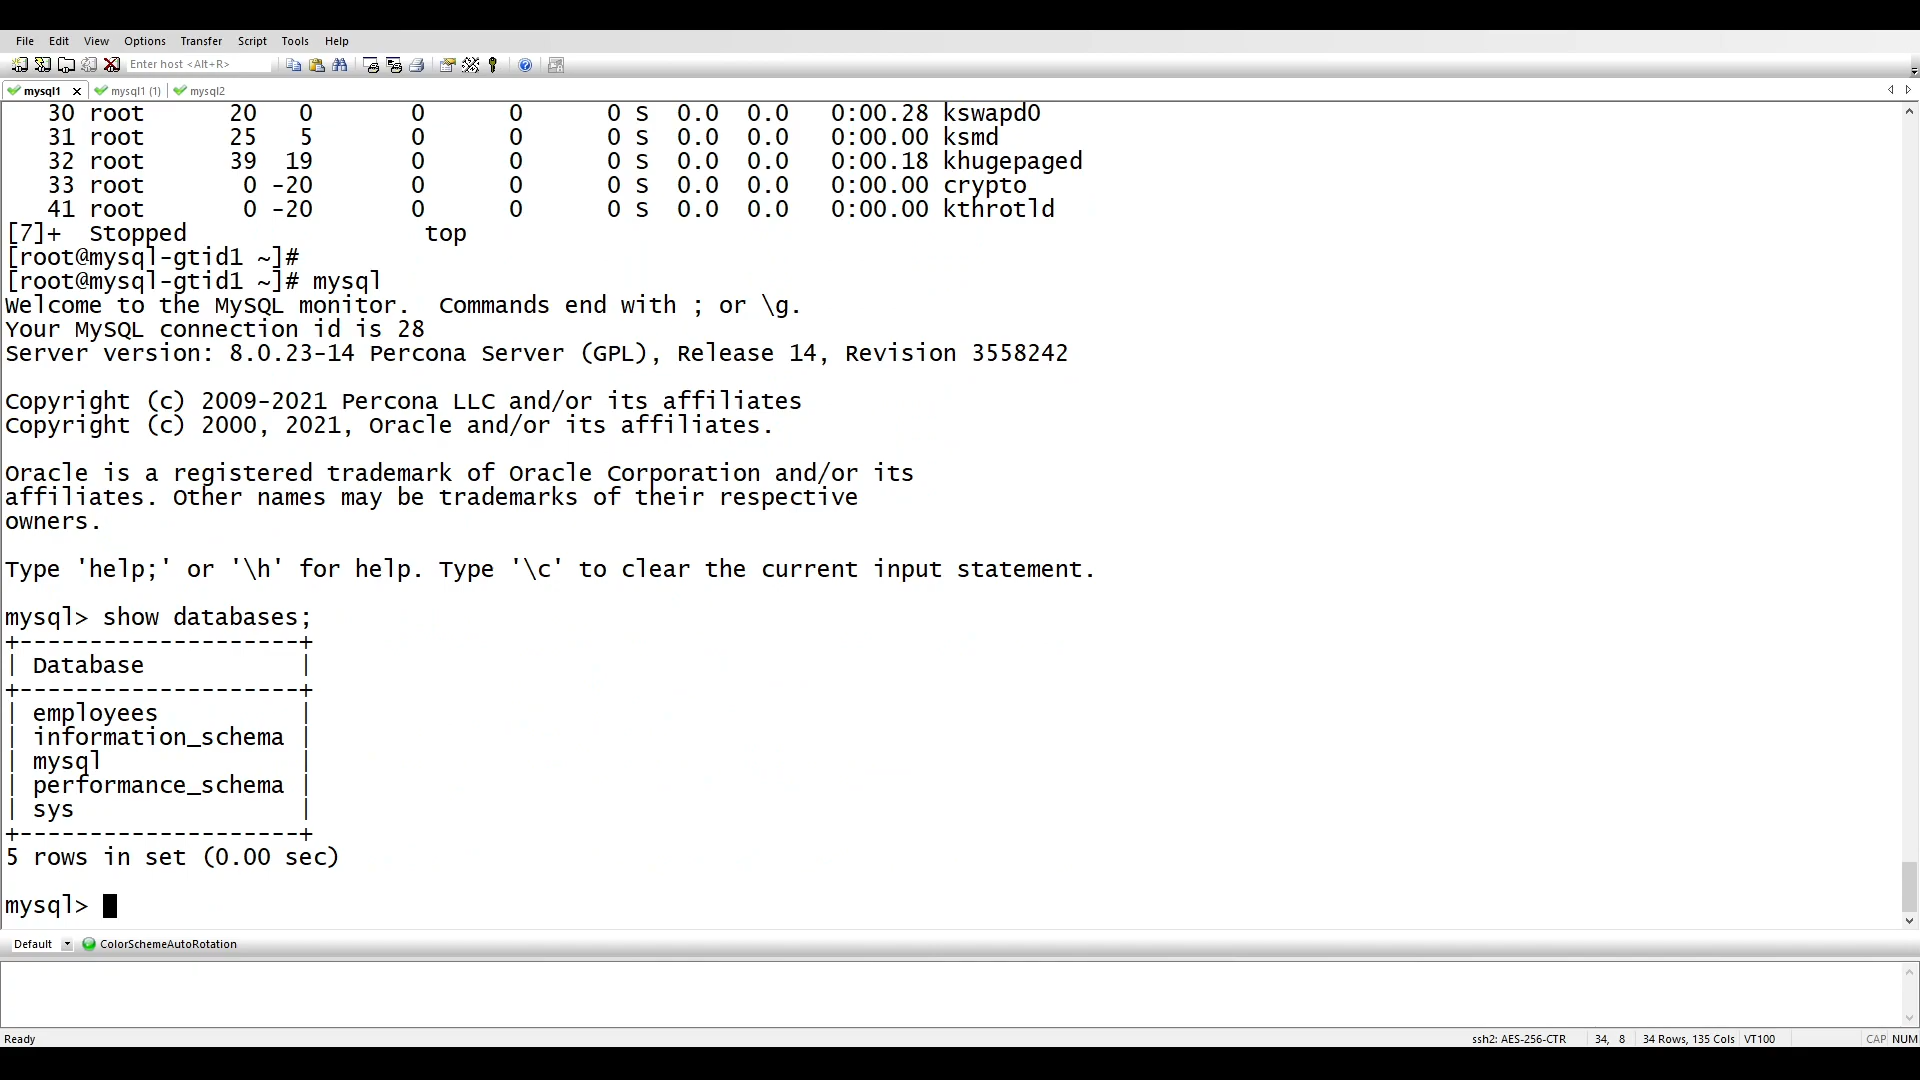 File Edit View Options Transfer Script Tools Help
Enter host <Alt+R>
mysql1 mysql1 (1) mysql2
30 root 20 0 0 0 0 S 0.0 0.0 0:00.28 kswapd0
31 root 25 5 0 0 0 S 0.0 0.0 0:00.00 ksmd
32 root 39 19 0 0 0 S 0.0 0.0 0:00.18 khugepaged
33 root 0 -20 0 0 0 S 0.0 0.0 0:00.00 crypto
41 root 0 -20 0 0 0 S 0.0 0.0 0:00.00 kthrotld
[7]+ Stopped top
[root@mysql-gtid1 ~]#
[root@mysql-gtid1 ~]# mysql
Welcome to the MySQL monitor. Commands end with ; or \g.
Your MySQL connection id is 28
Server version: 8.0.23-14 Percona Server (GPL), Release 14, Revision 3558242
Copyright (c) 2009-2021 Percona LLC and/or its affiliates
Copyright (c) 2000, 2021, Oracle and/or its affiliates.
Oracle is a registered trademark of Oracle Corporation and/or its
affiliates. Other names may be trademarks of their respective
owners.
Type 'help;' or '\h' for help. Type '\c' to clear the current input statement.
mysql> show databases;
+--------------------+
| Database |
+--------------------+
| employees |
| information_schema |
| mysql |
| performance_schema |
| sys |
+--------------------+
5 rows in set (0.00 sec)
mysql>
Default ColorSchemeAutoRotation
Ready ssh2: AES-256-CTR 34, 8 34 Rows, 135 Cols VT100 CAP NUM